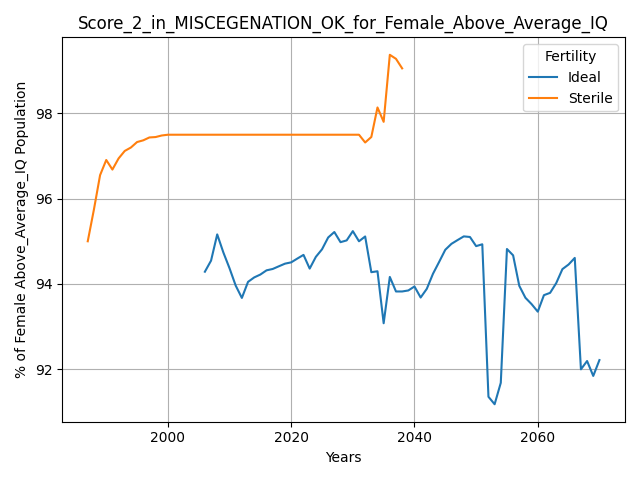 Score_2_in_MISCEGENATION_OK_for_Female_Above_Average_IQ
Fertility
Ideal
Sterile
98
96
94
92
% of Female Above_Average_IQ Population
2000
2020
2040
2060
Years